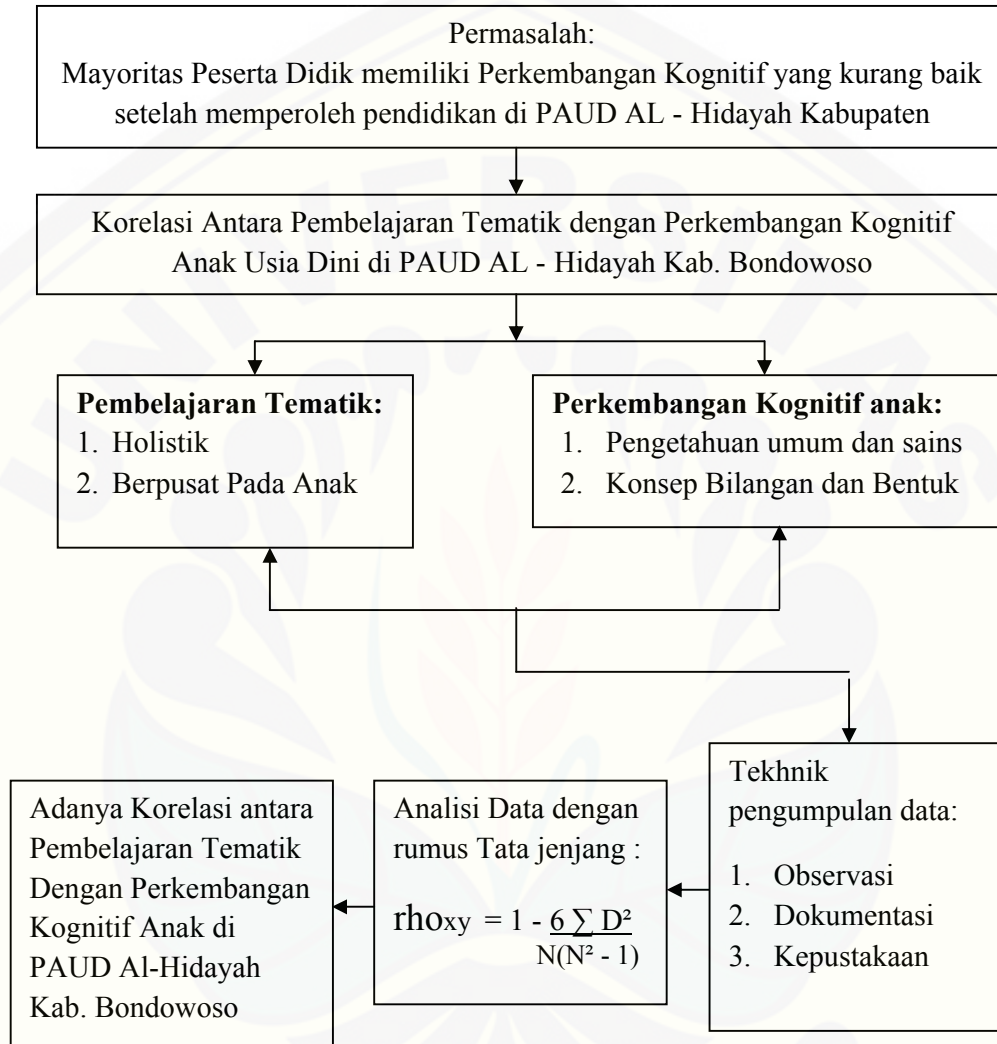 Permasalah:
Mayoritas Peserta Didik memiliki Perkembangan Kognitif yang kurang baik
setelah memperoleh pendidikan di PAUD AL - Hidayah Kabupaten
Korelasi Antara Pembelajaran Tematik dengan Perkembangan Kognitif
Anak Usia Dini di PAUD AL - Hidayah Kab. Bondowoso
Pembelajaran Tematik:
1. Holistik
2. Berpusat Pada Anak
Perkembangan Kognitif anak:
1. Pengetahuan umum dan sains
2. Konsep Bilangan dan Bentuk
Tekhnik
pengumpulan data:
1. Observasi
2. Dokumentasi
3. Kepustakaan
Analisi Data dengan
rumus Tata jenjang :
rhoxy = 1 - 6 ∑ D²
N(N² - 1)
Adanya Korelasi antara
Pembelajaran Tematik
Dengan Perkembangan
Kognitif Anak di
PAUD Al-Hidayah
Kab. Bondowoso
UNIVERSITAS